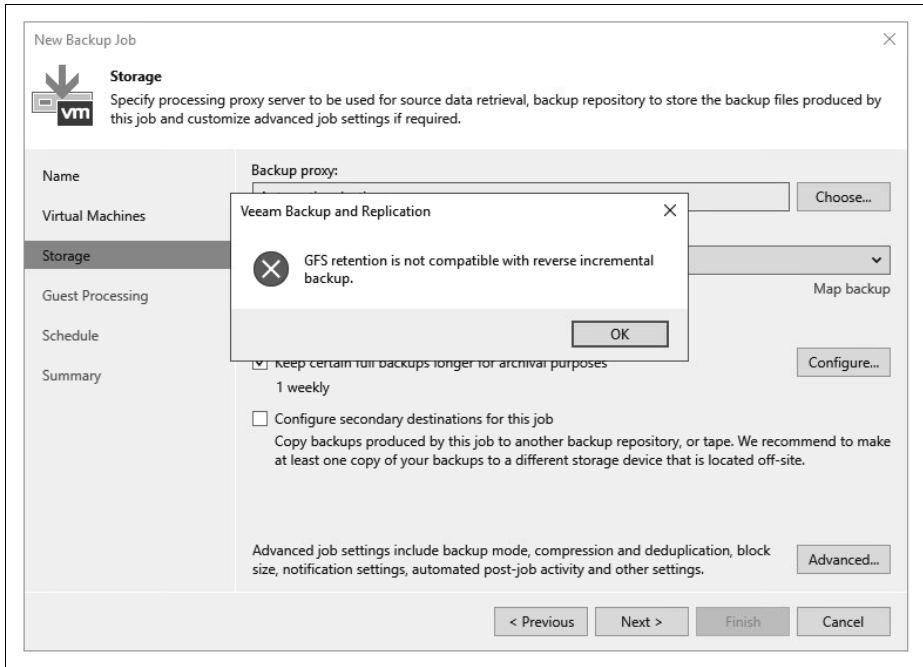 New Backup Job
Storage
Specify processing proxy server to be used for source data retrieval, backup repository to store the backup files produced by
this job and customize advanced job settings if required.
vm
Name
Virtual Machines
Storage
Guest Processing
Schedule
Summary
Backup proxy:
Choose...
Veeam Backup and Replication
GFS retention is not compatible with reverse incremental
backup.
OK
Map backup
Keep certain full backups longer for archival purposes
Configure...
1 weekly
Configure secondary destinations for this job
Copy backups produced by this job to another backup repository, or tape. We recommend to make
at least one copy of your backups to a different storage device that is located off-site.
Advanced job settings include backup mode, compression and deduplication, block
size, notification settings, automated post-job activity and other settings.
Advanced...
< Previous
Next >
Finish
Cancel